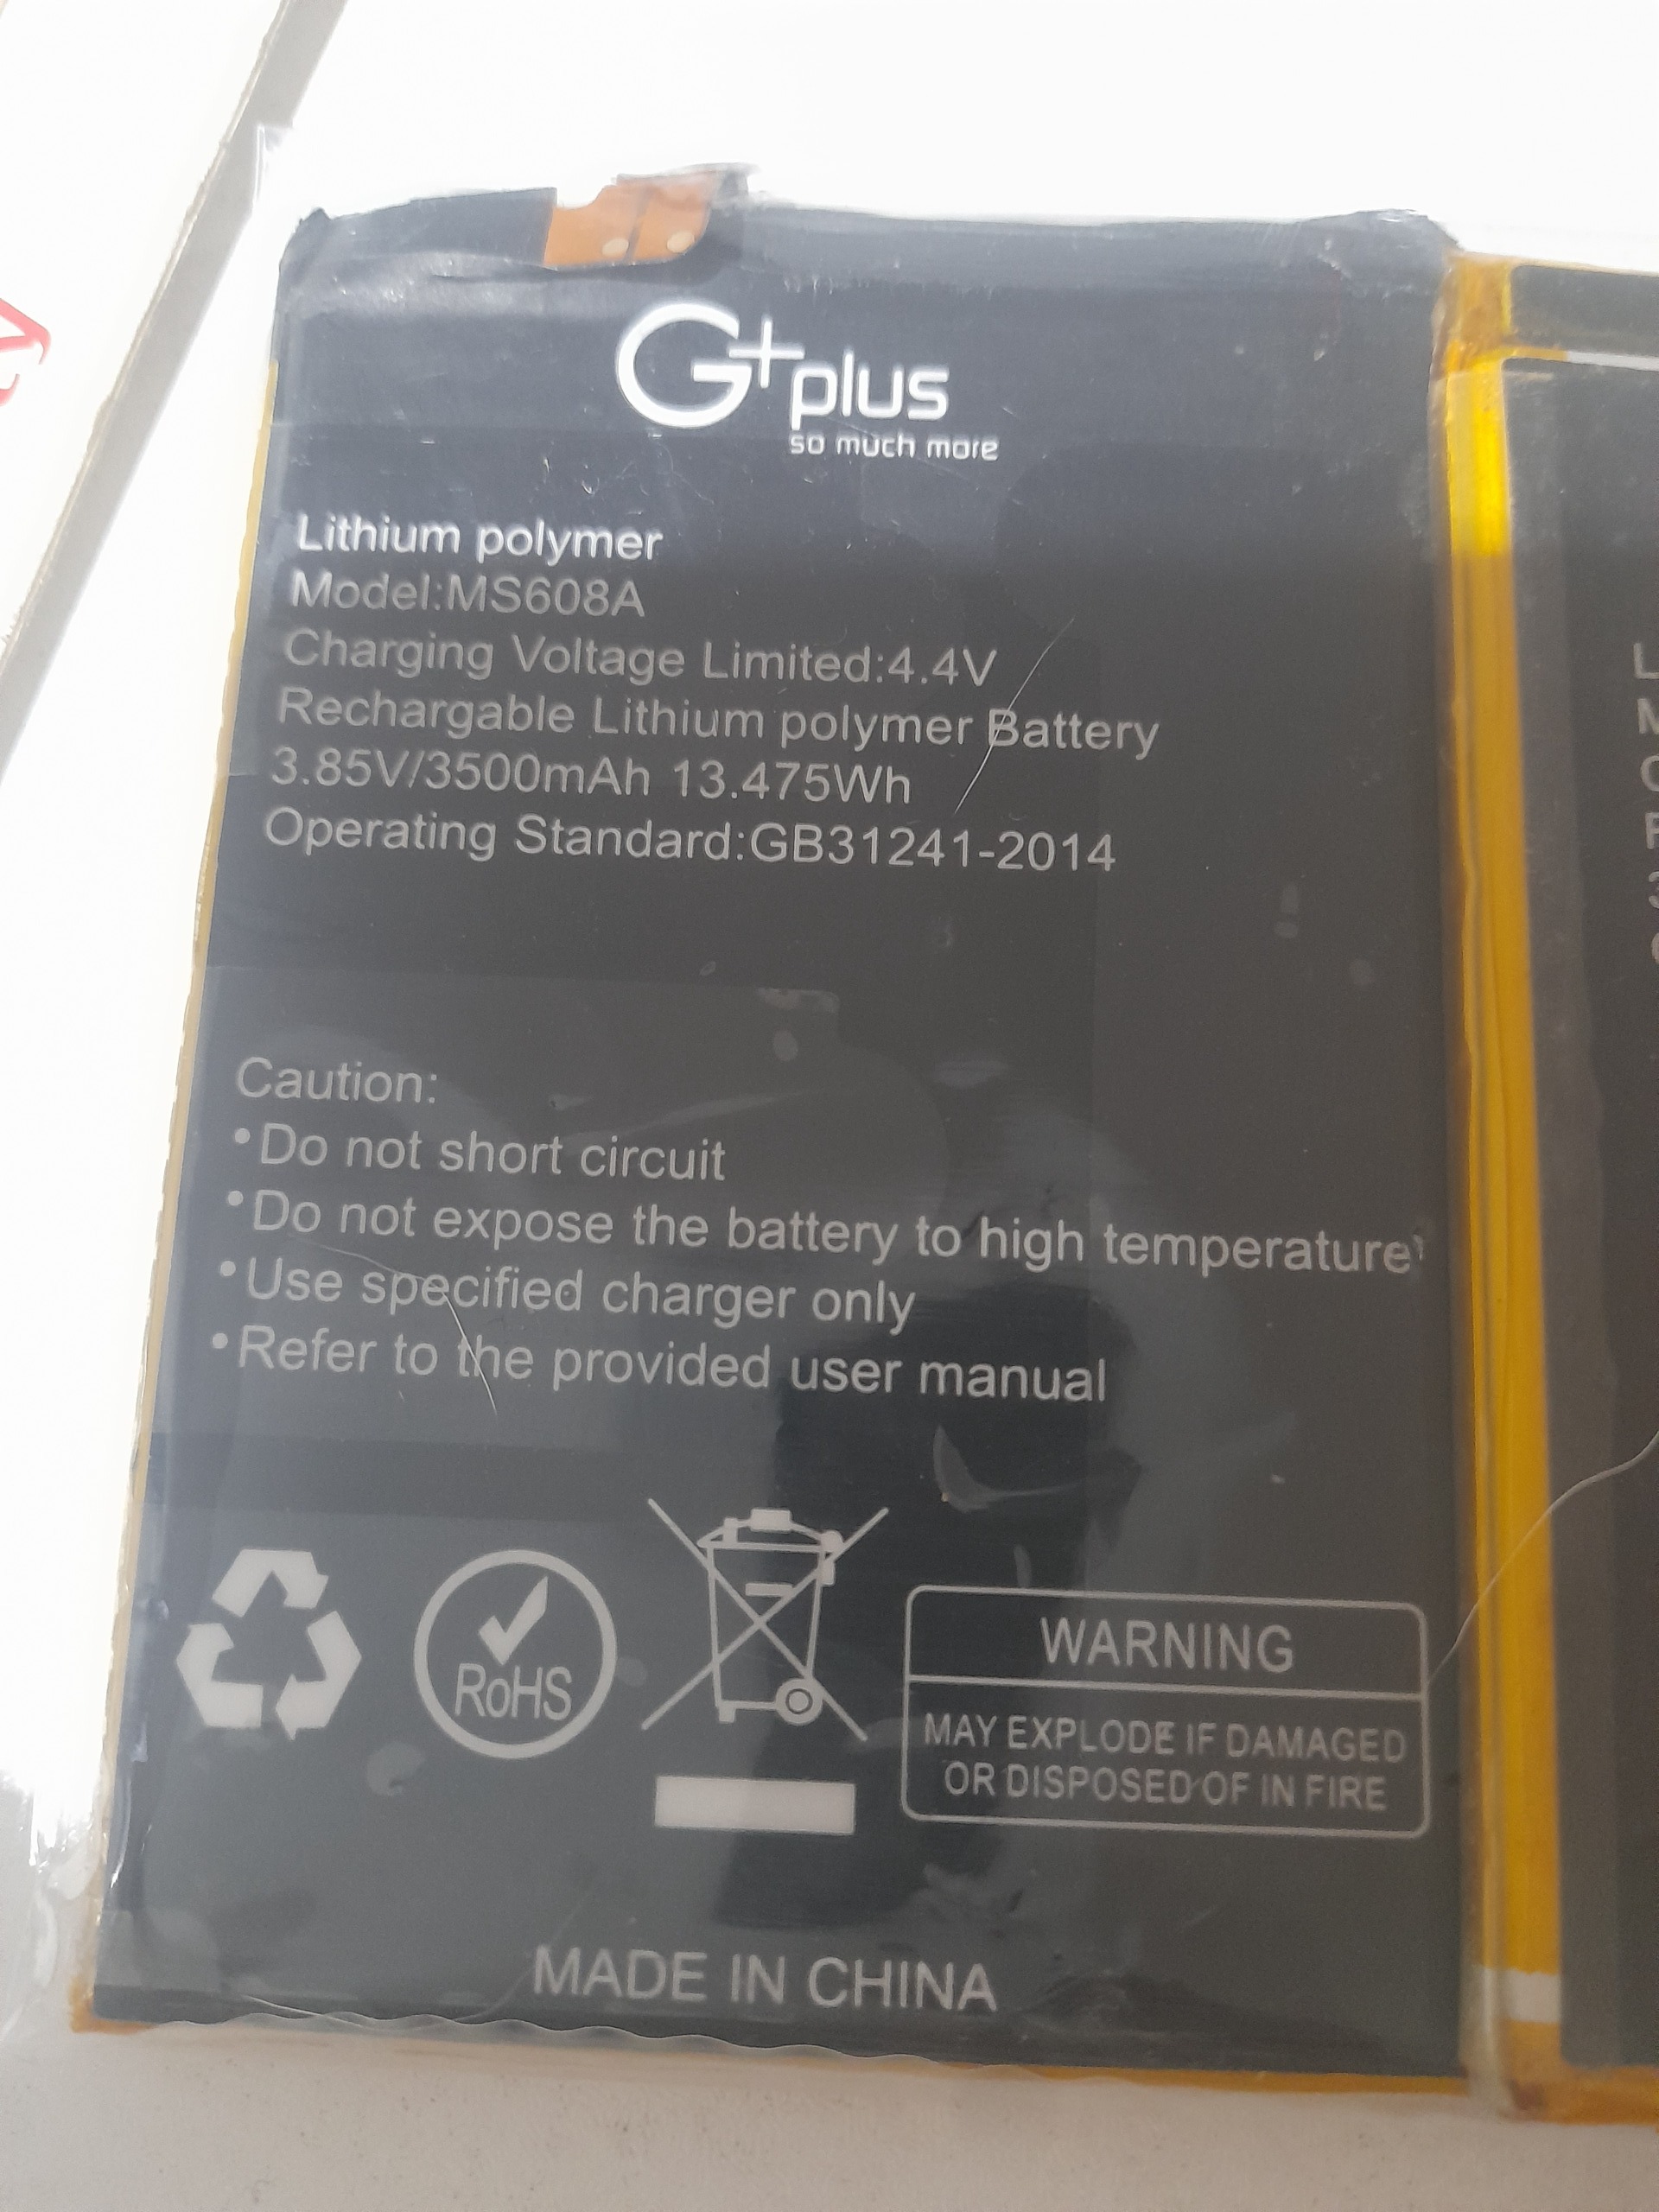 G+plus
so much more
Lithium polymer
Model:MS608A
Charging Voltage Limited:4.4V
Rechargable Lithium polymer Battery
3.85V/3500mAh 13.475Wh
Operating Standard:GB31241-2014
Caution:
•Do not short circuit
•Do not expose the battery to high temperature
•Use specified charger only
•Refer to the provided user manual
RoHS
WARNING
MAY EXPLODE IF DAMAGED
OR DISPOSED OF IN FIRE
MADE IN CHINA